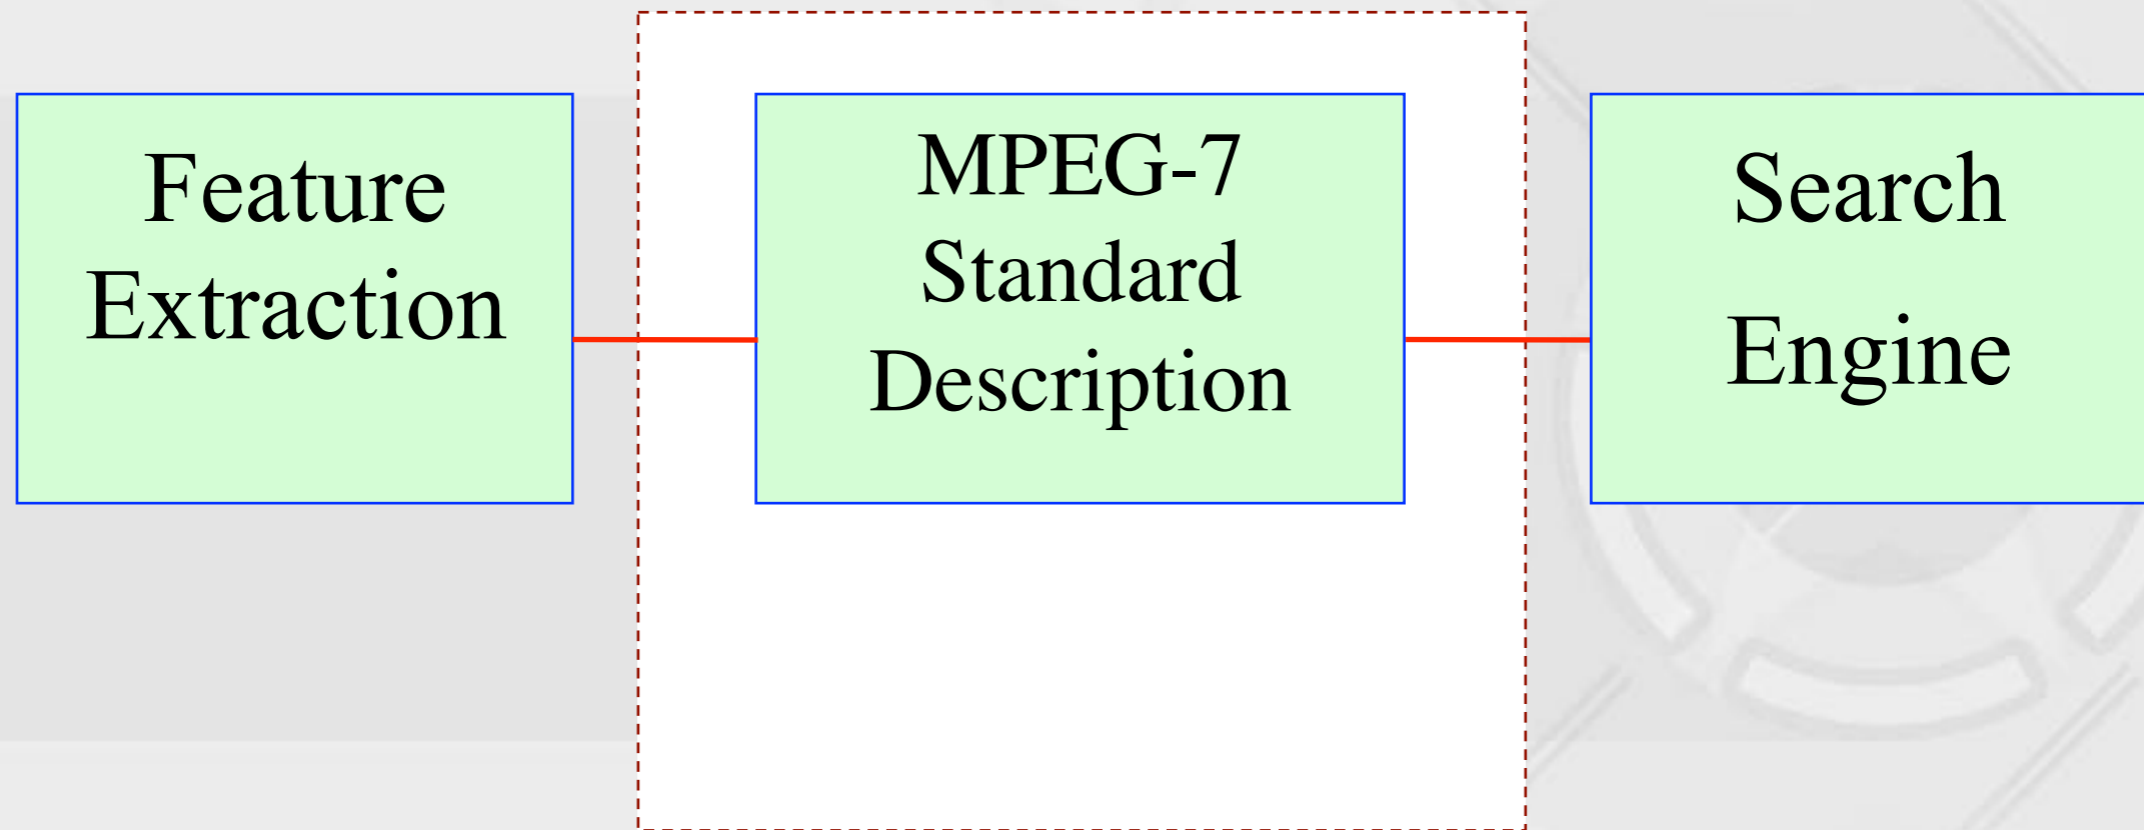 Feature
Extraction
MPEG-7
Standard
Description
Search
Engine